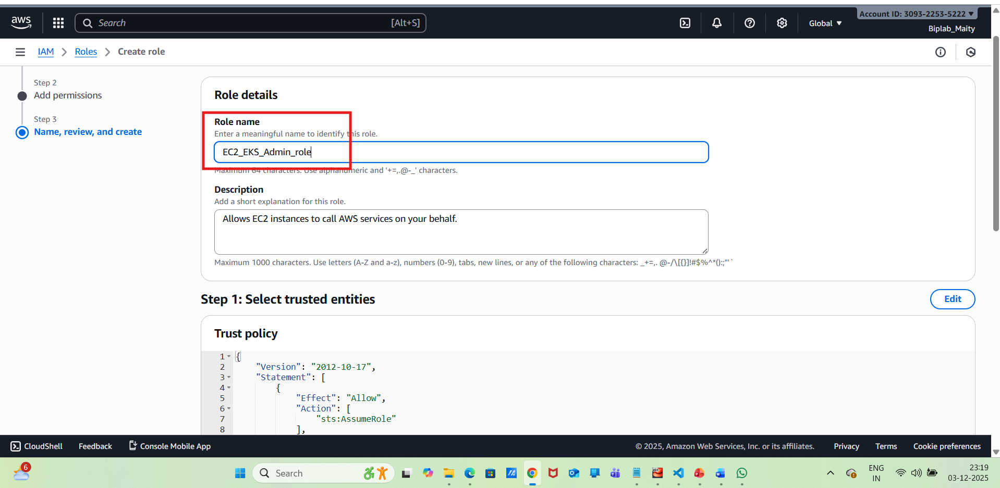 aws
Search
[Alt+S]
Global ▼
Account ID: 3093-2253-5222 ▼
Biplab_Maity
IAM > Roles > Create role
Step 2
Add permissions
Step 3
Name, review, and create
Role details
Role name
Enter a meaningful name to identify this role.
EC2_EKS_Admin_role
Maximum 64 characters. Use alphanumeric and '+=,.@-_' characters.
Description
Add a short explanation for this role.
Allows EC2 instances to call AWS services on your behalf.
Maximum 1000 characters. Use letters (A-Z and a-z), numbers (0-9), tabs, new lines, or any of the following characters: _+=,. @-/\[{}]!#$%^*();:"'`
Step 1: Select trusted entities
Edit
Trust policy
1 {
2 "Version": "2012-10-17",
3 "Statement": [
4 {
5 "Effect": "Allow",
6 "Action": [
7 "sts:AssumeRole"
8 ],
CloudShell
Feedback
Console Mobile App
© 2025, Amazon Web Services, Inc. or its affiliates.
Privacy
Terms
Cookie preferences
6
Search
ENG
IN
23:19
03-12-2025